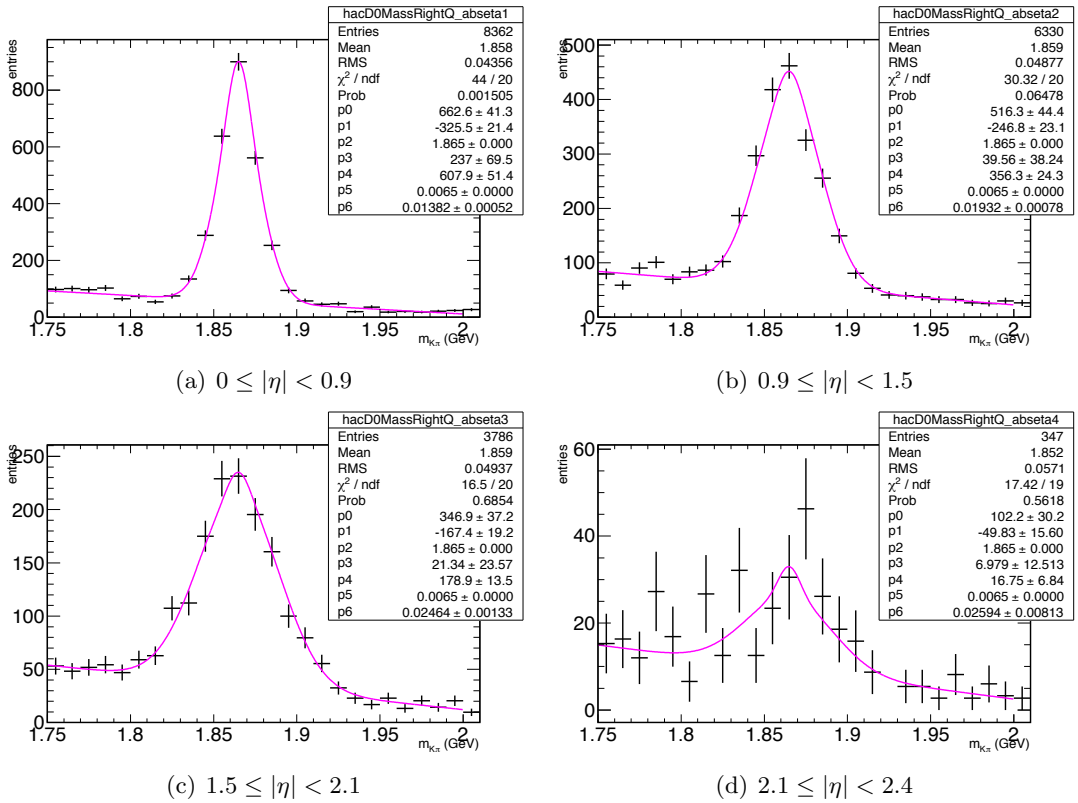 hacD0MassRightQ_abseta1
Entries 8362
Mean 1.858
RMS 0.04356
χ² / ndf 44 / 20
Prob 0.001505
p0 662.6 ± 41.3
p1 -325.5 ± 21.4
p2 1.865 ± 0.000
p3 237 ± 69.5
p4 607.9 ± 51.4
p5 0.0065 ± 0.0000
p6 0.01382 ± 0.00052
entries
800
600
400
200
0
1.75 1.8 1.85 1.9 1.95 2
m_Kπ (GeV)
(a) 0 ≤ |η| < 0.9
hacD0MassRightQ_abseta2
Entries 6330
Mean 1.859
RMS 0.04877
χ² / ndf 30.32 / 20
Prob 0.06478
p0 516.3 ± 44.4
p1 -246.8 ± 23.1
p2 1.865 ± 0.000
p3 39.56 ± 38.24
p4 356.3 ± 24.3
p5 0.0065 ± 0.0000
p6 0.01932 ± 0.00078
entries
500
400
300
200
100
0
1.75 1.8 1.85 1.9 1.95 2
m_Kπ (GeV)
(b) 0.9 ≤ |η| < 1.5
hacD0MassRightQ_abseta3
Entries 3786
Mean 1.859
RMS 0.04937
χ² / ndf 16.5 / 20
Prob 0.6854
p0 346.9 ± 37.2
p1 -167.4 ± 19.2
p2 1.865 ± 0.000
p3 21.34 ± 23.57
p4 178.9 ± 13.5
p5 0.0065 ± 0.0000
p6 0.02464 ± 0.00133
entries
250
200
150
100
50
0
1.75 1.8 1.85 1.9 1.95 2
m_Kπ (GeV)
(c) 1.5 ≤ |η| < 2.1
hacD0MassRightQ_abseta4
Entries 347
Mean 1.852
RMS 0.0571
χ² / ndf 17.42 / 19
Prob 0.5618
p0 102.2 ± 30.2
p1 -49.83 ± 15.60
p2 1.865 ± 0.000
p3 6.979 ± 12.513
p4 16.75 ± 6.84
p5 0.0065 ± 0.0000
p6 0.02594 ± 0.00813
entries
60
40
20
0
1.75 1.8 1.85 1.9 1.95 2
m_Kπ (GeV)
(d) 2.1 ≤ |η| < 2.4